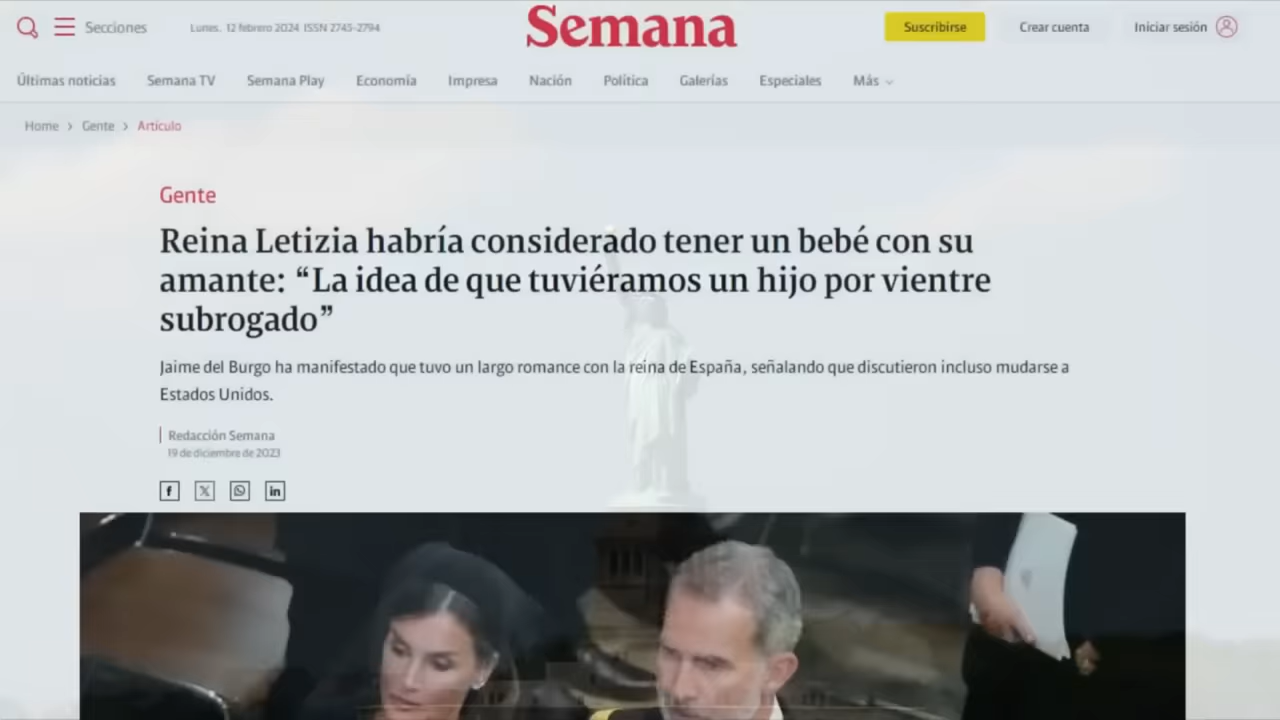 Secciones
Lunes, 12 febrero 2024 ISSN 2745-2794
Semana
Suscribirse
Crear cuenta
Iniciar sesión
Últimas noticias
Semana TV
Semana Play
Economía
Impresa
Nación
Política
Galerías
Especiales
Más
Home > Gente > Artículo
Gente
Reina Letizia habría considerado tener un bebé con su
amante: “La idea de que tuviéramos un hijo por vientre
subrogado”
Jaime del Burgo ha manifestado que tuvo un largo romance con la reina de España, señalando que discutieron incluso mudarse a
Estados Unidos.
Redacción Semana
19 de diciembre de 2023